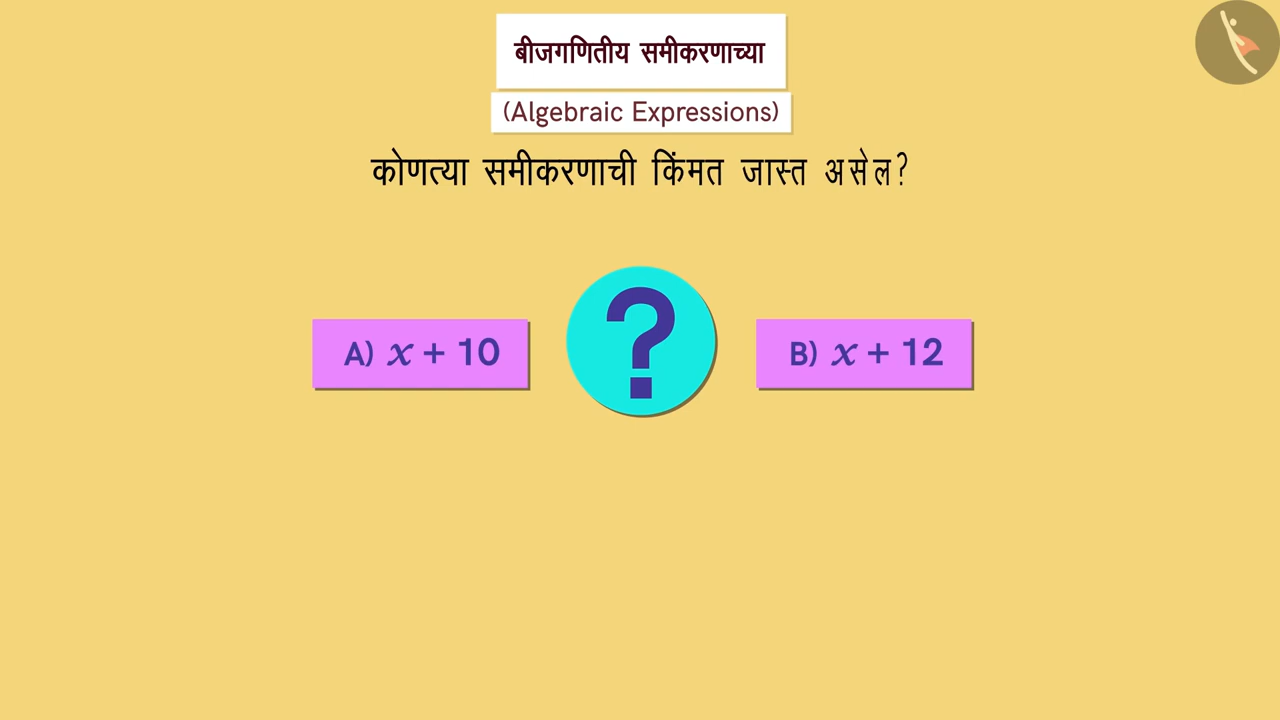 बीजगणितीय समीकरणाच्या
(Algebraic Expressions)
कोणत्या समीकरणाची किंमत जास्त असेल?
A) x + 10
?
B) x + 12